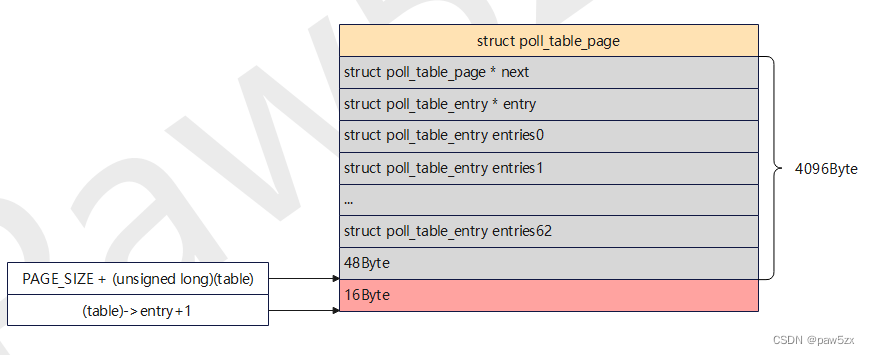 struct poll_table_page
struct poll_table_page * next
struct poll_table_entry * entry
struct poll_table_entry entries0
struct poll_table_entry entries1
4096Byte
...
struct poll_table_entry entries62
48Byte
PAGE_SIZE + (unsigned long)(table)
16Byte
(table)->entry+1
CSDN @paw5zx